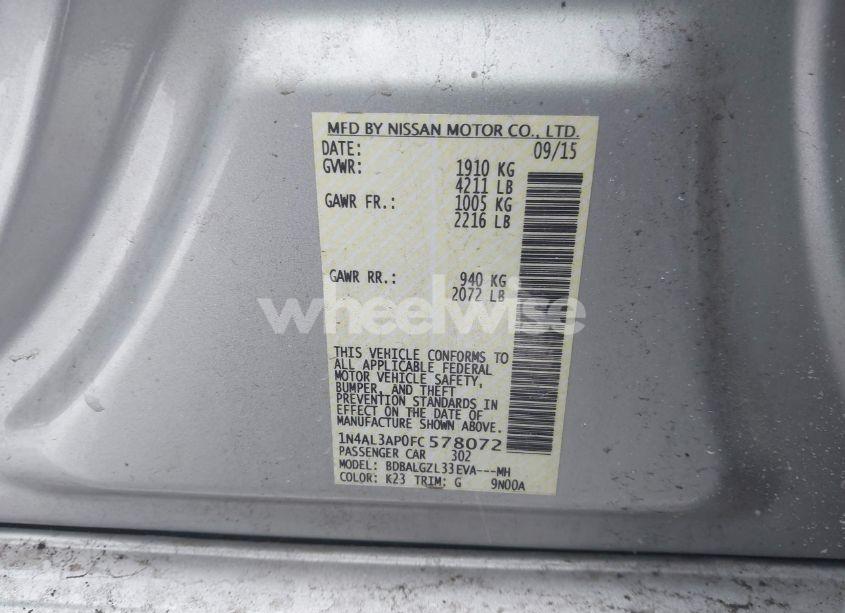 MFD BY NISSAN MOTOR CO., LTD.
DATE: 09/15
GVWR: 1910 KG
4211 LB
GAWR FR.: 1005 KG
2216 LB
GAWR RR.: 940 KG
2072 LB
wheelwise
THIS VEHICLE CONFORMS TO
ALL APPLICABLE FEDERAL
MOTOR VEHICLE SAFETY,
BUMPER, AND THEFT
PREVENTION STANDARDS IN
EFFECT ON THE DATE OF
MANUFACTURE SHOWN ABOVE.
1N4AL3AP0FC578072
PASSENGER CAR 302
MODEL: BDBALGZL33EVA---MH
COLOR: K23 TRIM: G 9N00A